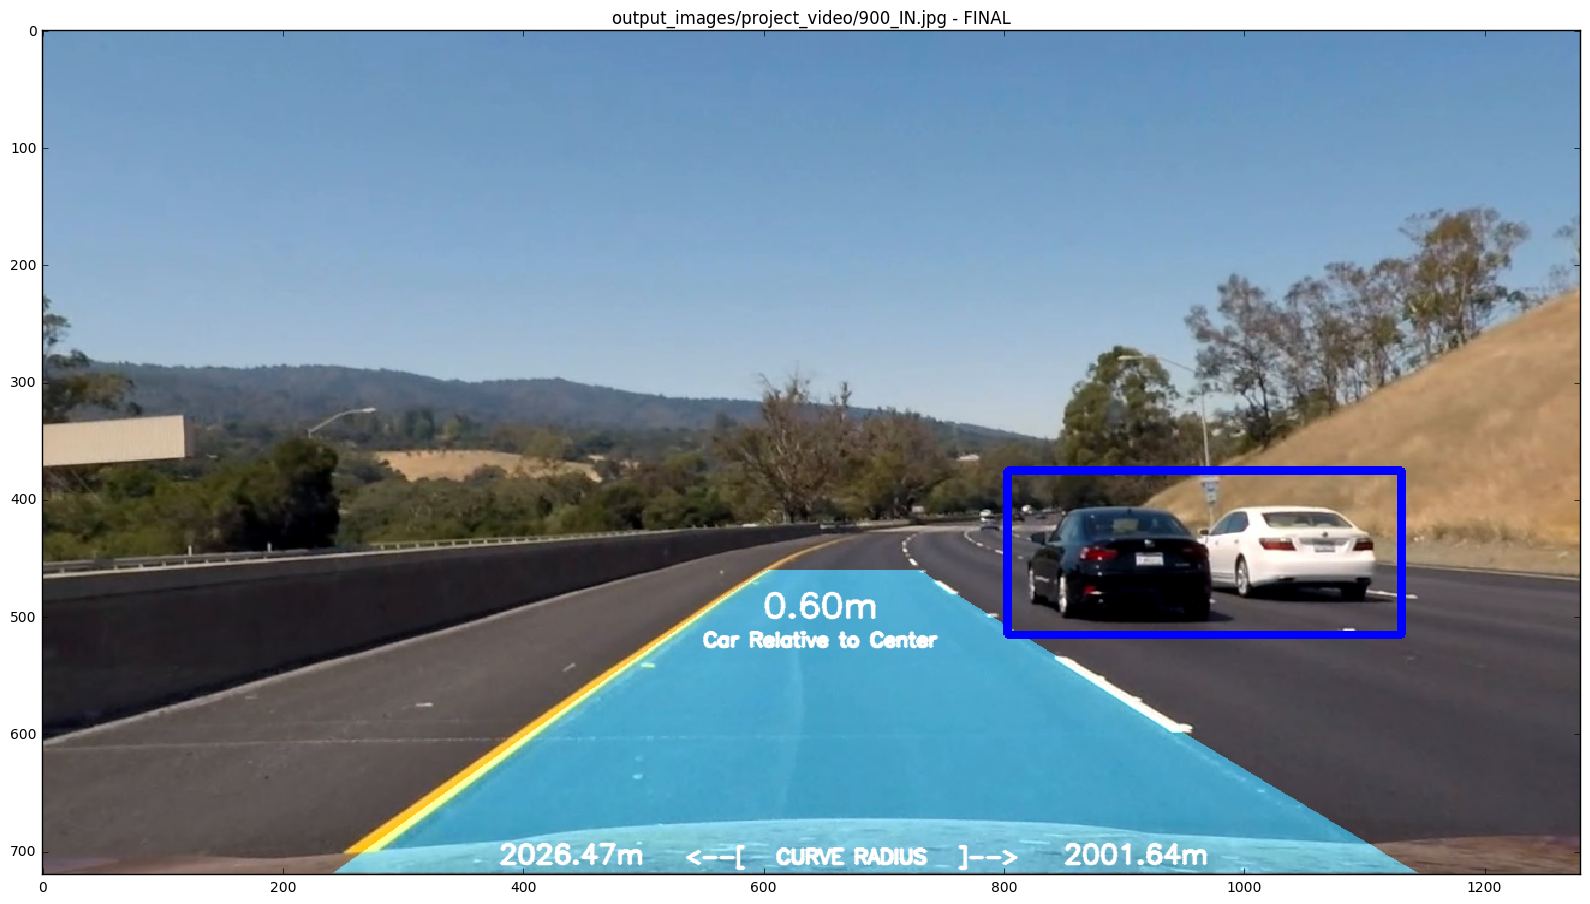 output_images/project_video/900_IN.jpg - FINAL
0
100
200
300
400
500
600
700
0.60m
Car Relative to Center
2026.47m <--[ CURVE RADIUS ]--> 2001.64m
0 200 400 600 800 1000 1200